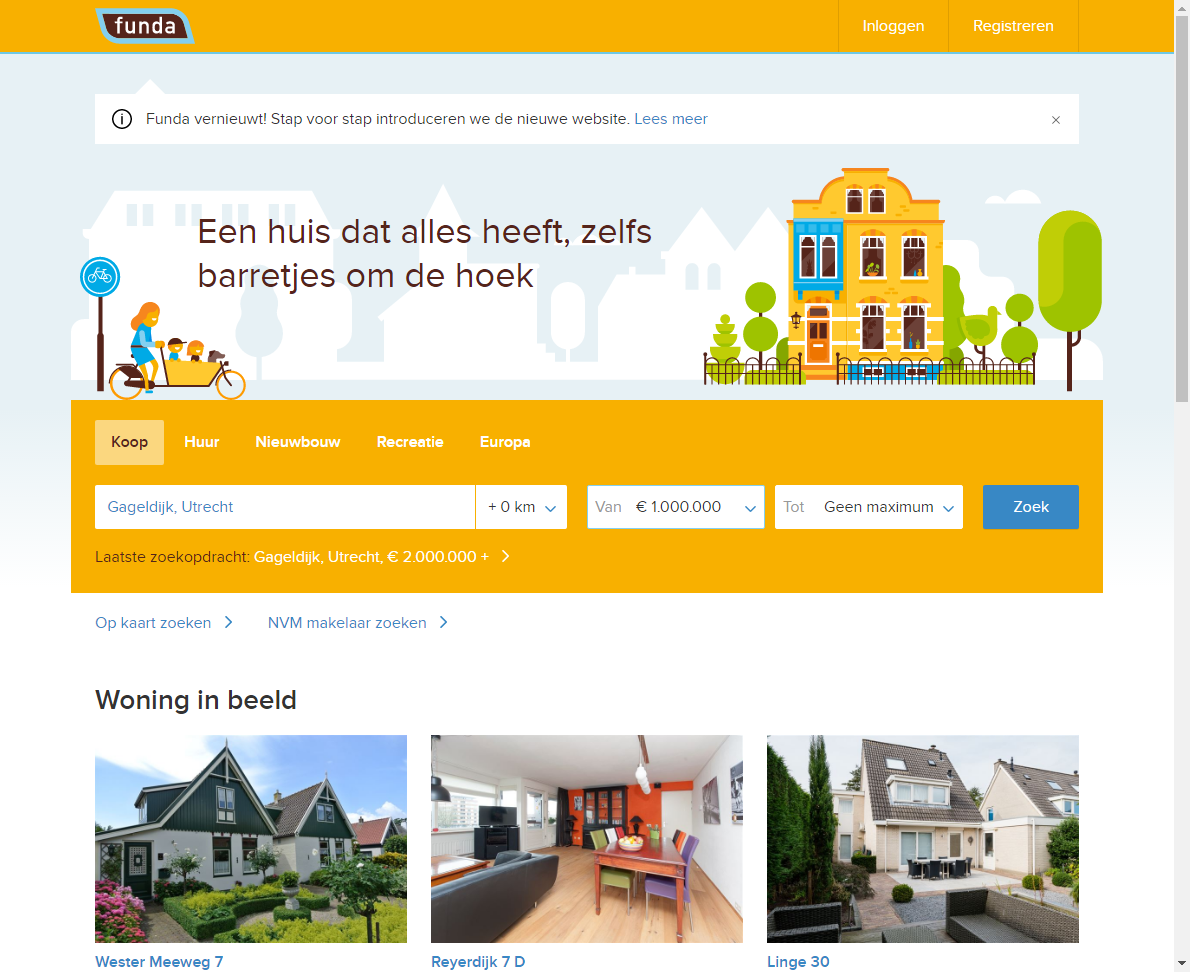 funda
Inloggen
Registreren
Funda vernieuwt! Stap voor stap introduceren we de nieuwe website. Lees meer
Een huis dat alles heeft, zelfs
barretjes om de hoek
Koop
Huur
Nieuwbouw
Recreatie
Europa
Gageldijk, Utrecht
+ 0 km
Van € 1.000.000
Tot Geen maximum
Zoek
Laatste zoekopdracht: Gageldijk, Utrecht, € 2.000.000 +
Op kaart zoeken
NVM makelaar zoeken
Woning in beeld
Wester Meeweg 7
Reyerdijk 7 D
Linge 30